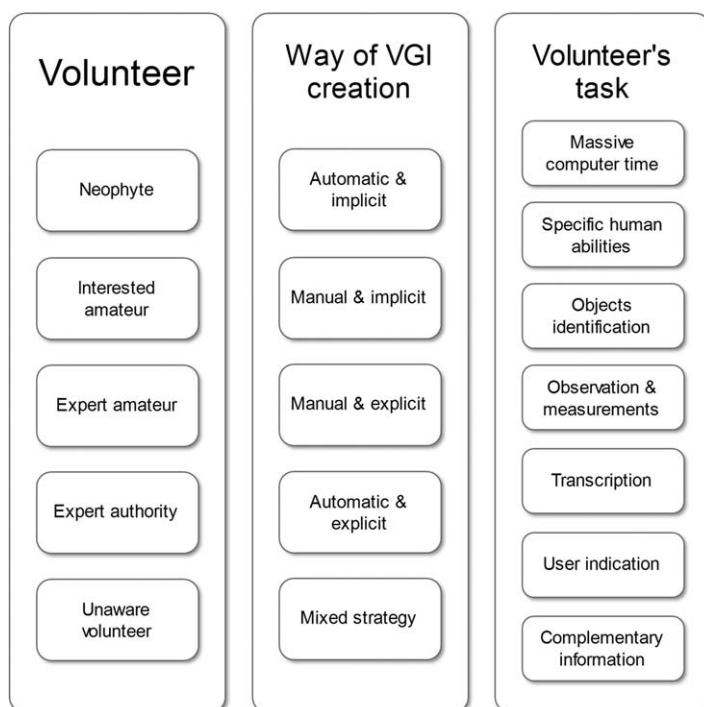 Volunteer
Neophyte
Interested
amateur
Expert amateur
Expert authority
Unaware
volunteer
Way of VGI
creation
Automatic &
implicit
Manual & implicit
Manual & explicit
Automatic &
explicit
Mixed strategy
Volunteer's
task
Massive
computer time
Specific human
abilities
Objects
identification
Observation &
measurements
Transcription
User indication
Complementary
information